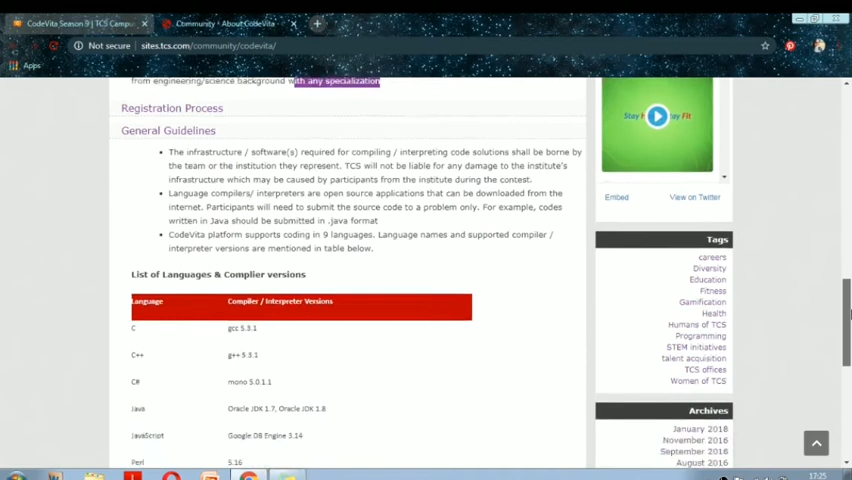 CodeVita Season 9 | TCS Campu
Community - About CodeVita -
Not secure | sites.tcs.com/community/codevita/
Apps
from engineering/science background with any specialization
Registration Process
General Guidelines
The infrastructure / software(s) required for compiling / interpreting code solutions shall be borne by
the team or the institution they represent. TCS will not be liable for any damage to the institute's
infrastructure which may be caused by participants from the institute during the contest.
Language compilers/ interpreters are open source applications that can be downloaded from the
internet. Participants will need to submit the source code to a problem only. For example, codes
written in Java should be submitted in .java format
CodeVita platform supports coding in 9 languages. Language names and supported compiler /
interpreter versions are mentioned in table below.
List of Languages & Complier versions
Language Compiler / Interpreter Versions
C gcc 5.3.1
C++ g++ 5.3.1
C# mono 5.0.1.1
Java Oracle JDK 1.7, Oracle JDK 1.8
JavaScript Google DB Engine 3.14
Perl 5.16
Embed View on Twitter
Tags
careers
Diversity
Education
Fitness
Gamification
Health
Humans of TCS
Programming
STEM initiatives
talent acquisition
TCS offices
Women of TCS
Archives
January 2018
November 2016
September 2016
August 2016
17:25